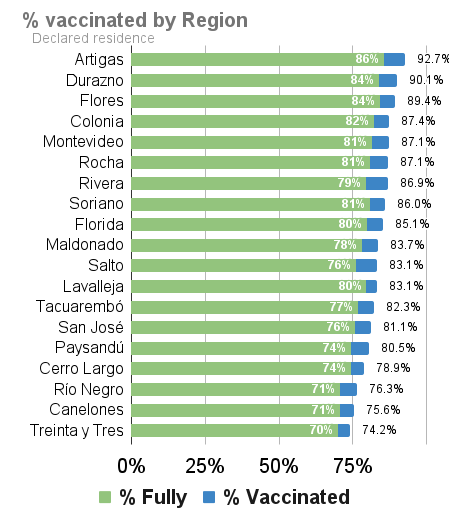 % vaccinated by Region
Declared residence
Artigas 86% 92.7%
Durazno 84% 90.1%
Flores 84% 89.4%
Colonia 82% 87.4%
Montevideo 81% 87.1%
Rocha 81% 87.1%
Rivera 79% 86.9%
Soriano 81% 86.0%
Florida 80% 85.1%
Maldonado 78% 83.7%
Salto 76% 83.1%
Lavalleja 80% 83.1%
Tacuarembó 77% 82.3%
San José 76% 81.1%
Paysandú 74% 80.5%
Cerro Largo 74% 78.9%
Río Negro 71% 76.3%
Canelones 71% 75.6%
Treinta y Tres 70% 74.2%
0% 25% 50% 75%
% Fully % Vaccinated